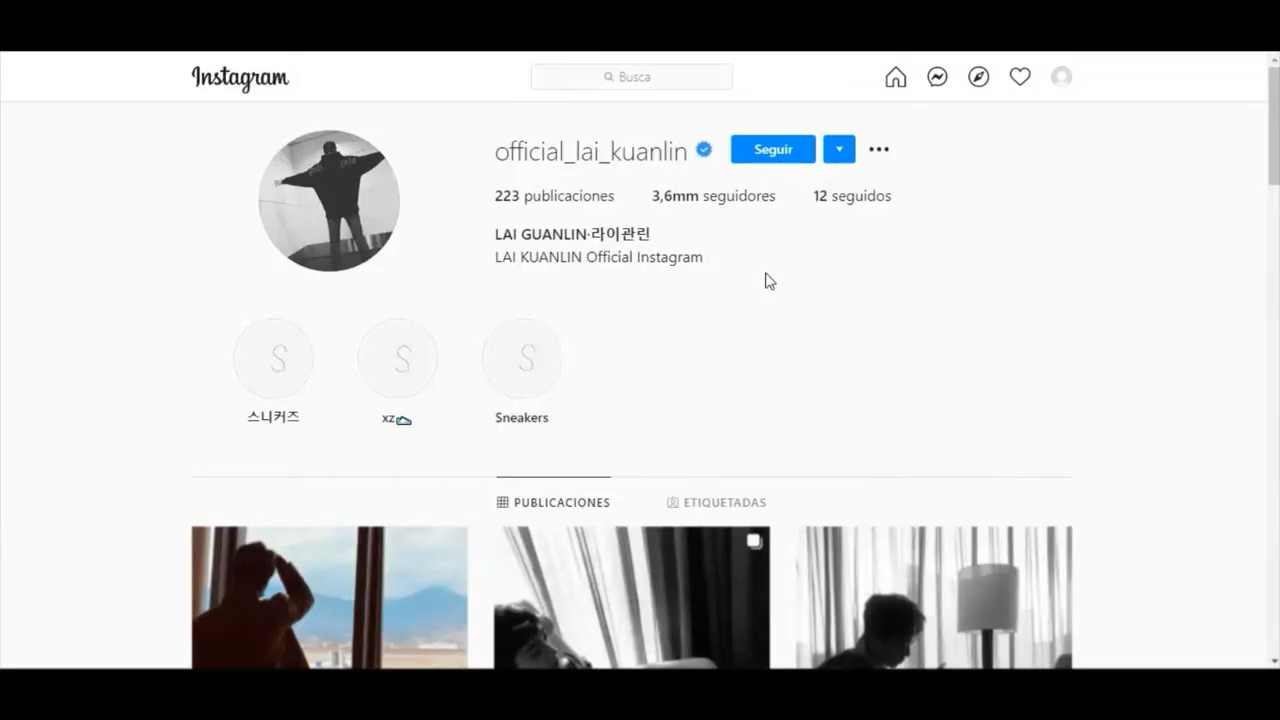 Instagram
Busca
official_lai_kuanlin
Seguir
223 publicaciones 3,6mm seguidores 12 seguidos
LAI GUANLIN·라이관린
LAI KUANLIN Official Instagram
S S S
스니커즈 xz Sneakers
PUBLICACIONES ETIQUETADAS